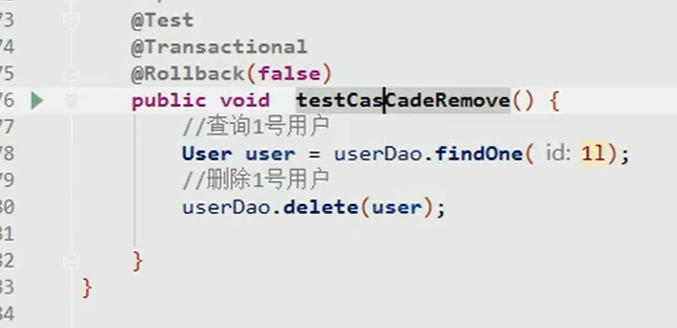 73 @Test
74 @Transactional
75 @Rollback(false)
76 public void testCasCadeRemove() {
77 //查询1号用户
78 User user = userDao.findOne( id: 1l);
79 //删除1号用户
80 userDao.delete(user);
81
82 }
83 }
84